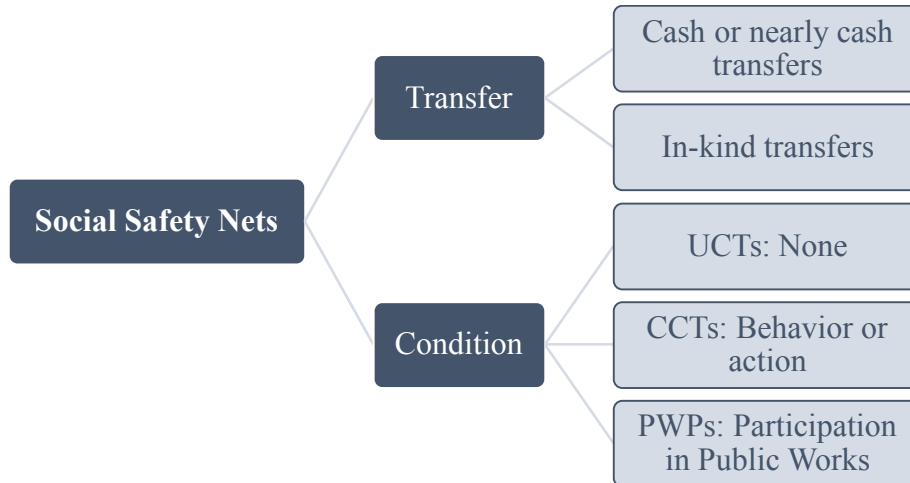 Social Safety Nets
Transfer
Cash or nearly cash
transfers
In-kind transfers
Condition
UCTs: None
CCTs: Behavior or
action
PWPs: Participation
in Public Works